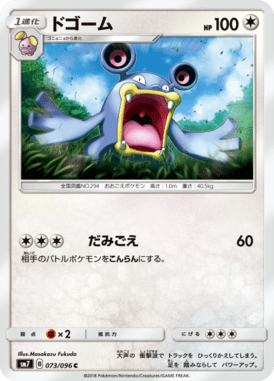 1進化 ドゴーム HP 100
ゴニョニョから進化
全国図鑑NO.294 おおごえポケモン 高さ：1.0m 重さ：40.5kg
だみごえ 60
相手のバトルポケモンをこんらんにする。
弱点 ×2 抵抗力 にげる
Illus.Masakazu Fukuda
sm7 D 073/096 C
大声の 衝撃波で トラックを ひっくりかえしてしまう。
足を 踏みならして パワーアップ。
©2018 Pokémon/Nintendo/Creatures/GAME FREAK.